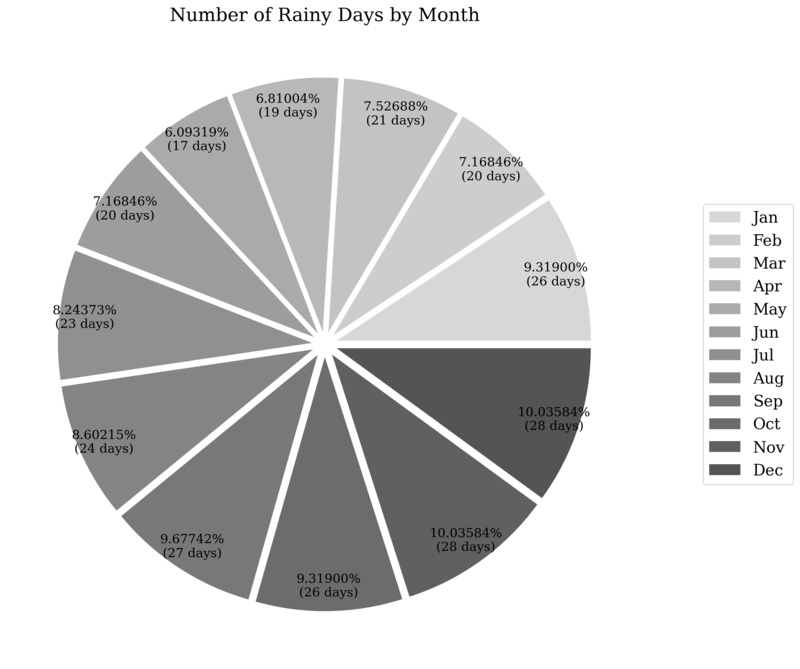 Number of Rainy Days by Month
6.81004%
(19 days)
7.52688%
(21 days)
6.09319%
(17 days)
7.16846%
(20 days)
7.16846%
(20 days)
9.31900%
(26 days)
8.24373%
(23 days)
10.03584%
(28 days)
8.60215%
(24 days)
10.03584%
(28 days)
9.67742%
(27 days)
9.31900%
(26 days)
Jan
Feb
Mar
Apr
May
Jun
Jul
Aug
Sep
Oct
Nov
Dec